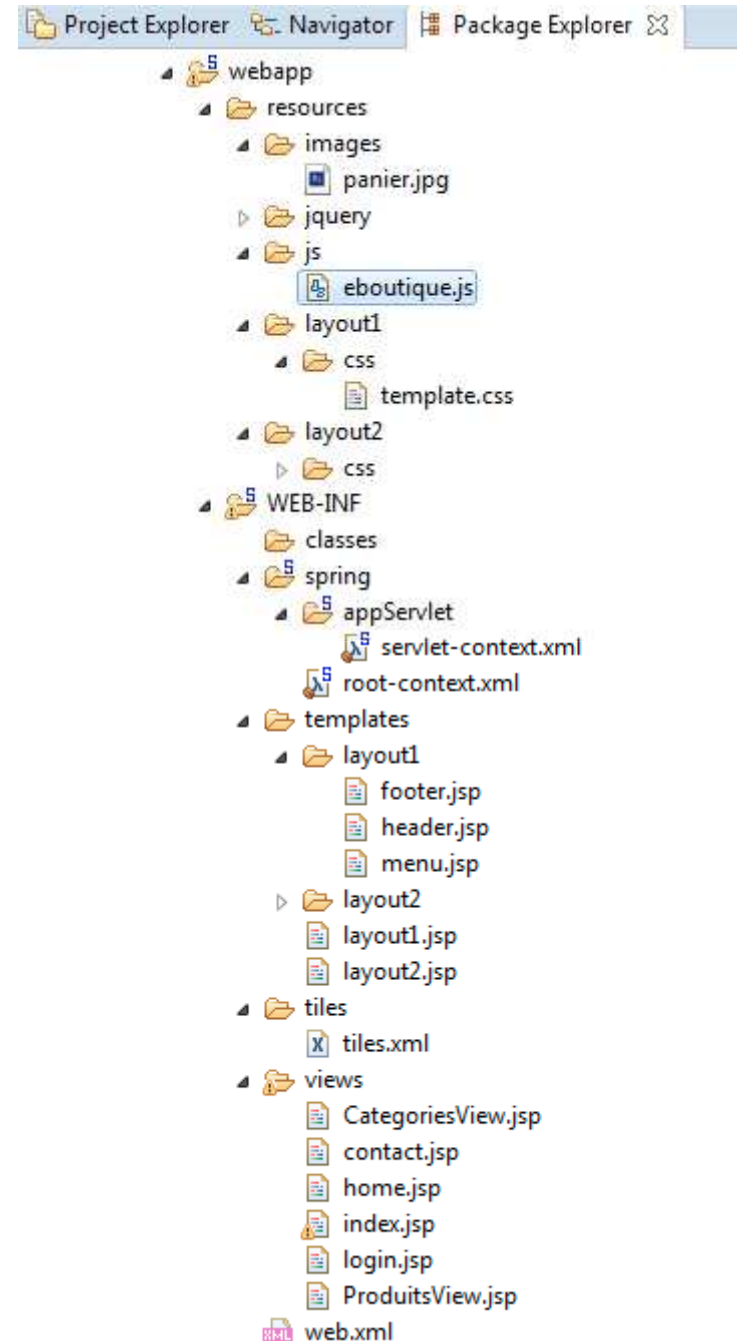 Project Explorer Navigator Package Explorer
webapp
resources
images
panier.jpg
jquery
js
eboutique.js
layout1
css
template.css
layout2
css
WEB-INF
classes
spring
appServlet
servlet-context.xml
root-context.xml
templates
layout1
footer.jsp
header.jsp
menu.jsp
layout2
layout1.jsp
layout2.jsp
tiles
tiles.xml
views
CategoriesView.jsp
contact.jsp
home.jsp
index.jsp
login.jsp
ProduitsView.jsp
web.xml